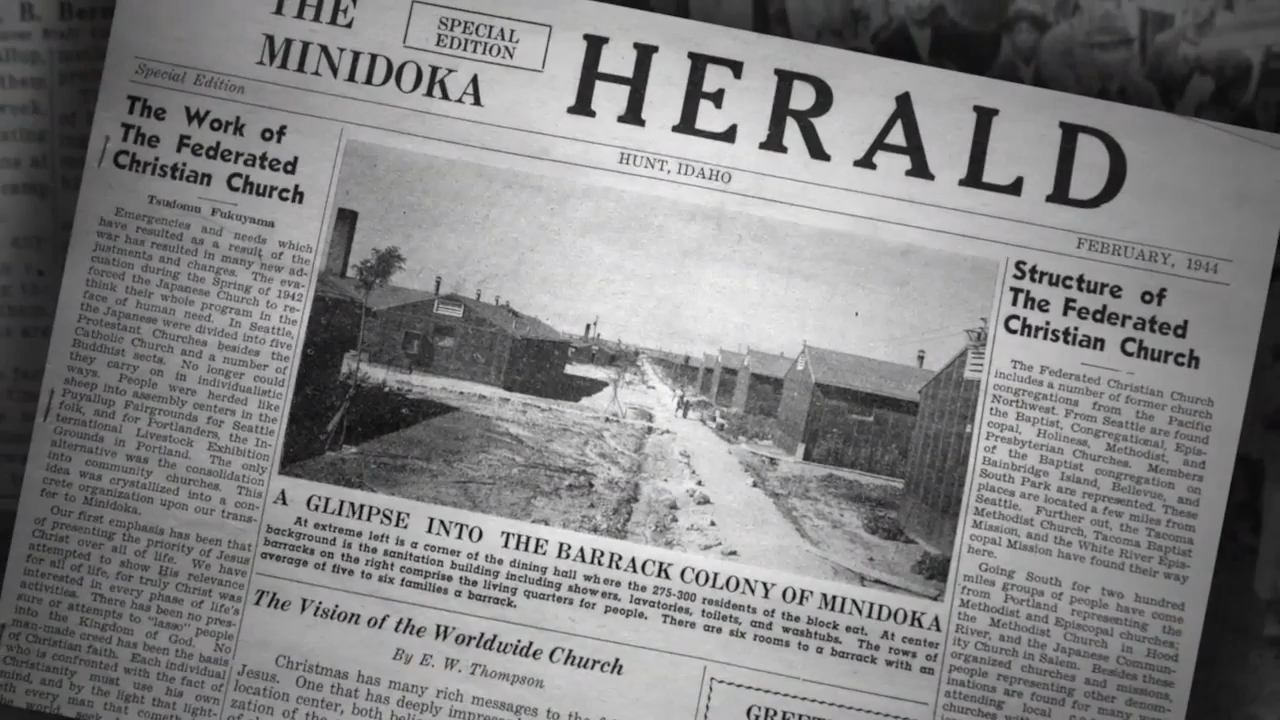 THE
MINIDOKA
SPECIAL
EDITION
HERALD
Special Edition
HUNT, IDAHO
FEBRUARY, 1944
The Work of
The Federated
Christian Church
Tsudomu Fukuyama
Emergencies and needs which
have resulted as a result of the
war has resulted in many new ad-
justments and changes. The eva-
cuation during the Spring of 1942
forced the Japanese Church to re-
think their whole program in the
face of human need. In Seattle,
the Japanese were divided into five
Protestant Churches besides the
Catholic Church and a number of
Buddhist sects. No longer could
they carry on in individualistic
ways. People were herded like
sheep into assembly centers in the
Puyallup Fairgrounds for Seattle
folk, and for Portlanders, the In-
ternational Livestock Exhibition
Grounds in Portland. The only
alternative was the consolidation
into community churches. This
idea was crystallized into a con-
crete organization upon our trans-
fer to Minidoka.
Our first emphasis has been that
of presenting the priority of Jesus
Christ over all of life. We have
attempted to show His relevance
for all of life, for truly Christ was
interested in every phase of life's
activities. There has been no pres-
sure or attempts to "lasso" people
into the Kingdom of God. No
man-made creed has been the basis
of Christian faith. Each individual
who is confronted with the fact of
Christianity must use his own
mind, and by the light that light-
eth every man that cometh
the world, seek
A GLIMPSE INTO THE BARRACK COLONY OF MINIDOKA
At extreme left is a corner of the dining hall where the 275-300 residents of the block eat. At center
background is the sanitation building including showers, lavatories, toilets, and washtubs. The rows of
barracks on the right comprise the living quarters for people. There are six rooms to a barrack with an
average of five to six families a barrack.
The Vision of the Worldwide Church
By E. W. Thompson
Christmas has many rich messages to the
Jesus. One that has deeply impressed
location center, both
zation of the
GREET
Structure of
The Federated
Christian Church
The Federated Christian Church
includes a number of former church
congregations from the Pacific
Northwest. From Seattle are found
the Baptist, Congregational, Epis-
copal, Holiness, Methodist, and
Presbyterian Churches. Members
of the Baptist congregation on
Bainbridge Island, Bellevue, and
South Park are represented. These
places are located a few miles from
Seattle. Further out, the Tacoma
Methodist Church, Tacoma Baptist
Mission, and the White River Epis-
copal Mission have found their way
here.
Going South for two hundred
miles groups of people have come
from Portland representing the
Methodist and Episcopal churches;
the Methodist Church in Hood
River, and the Japanese Commun-
ity Church in Salem. Besides these
organized churches and missions,
people representing other denom-
inations are found for many
attending local
churches